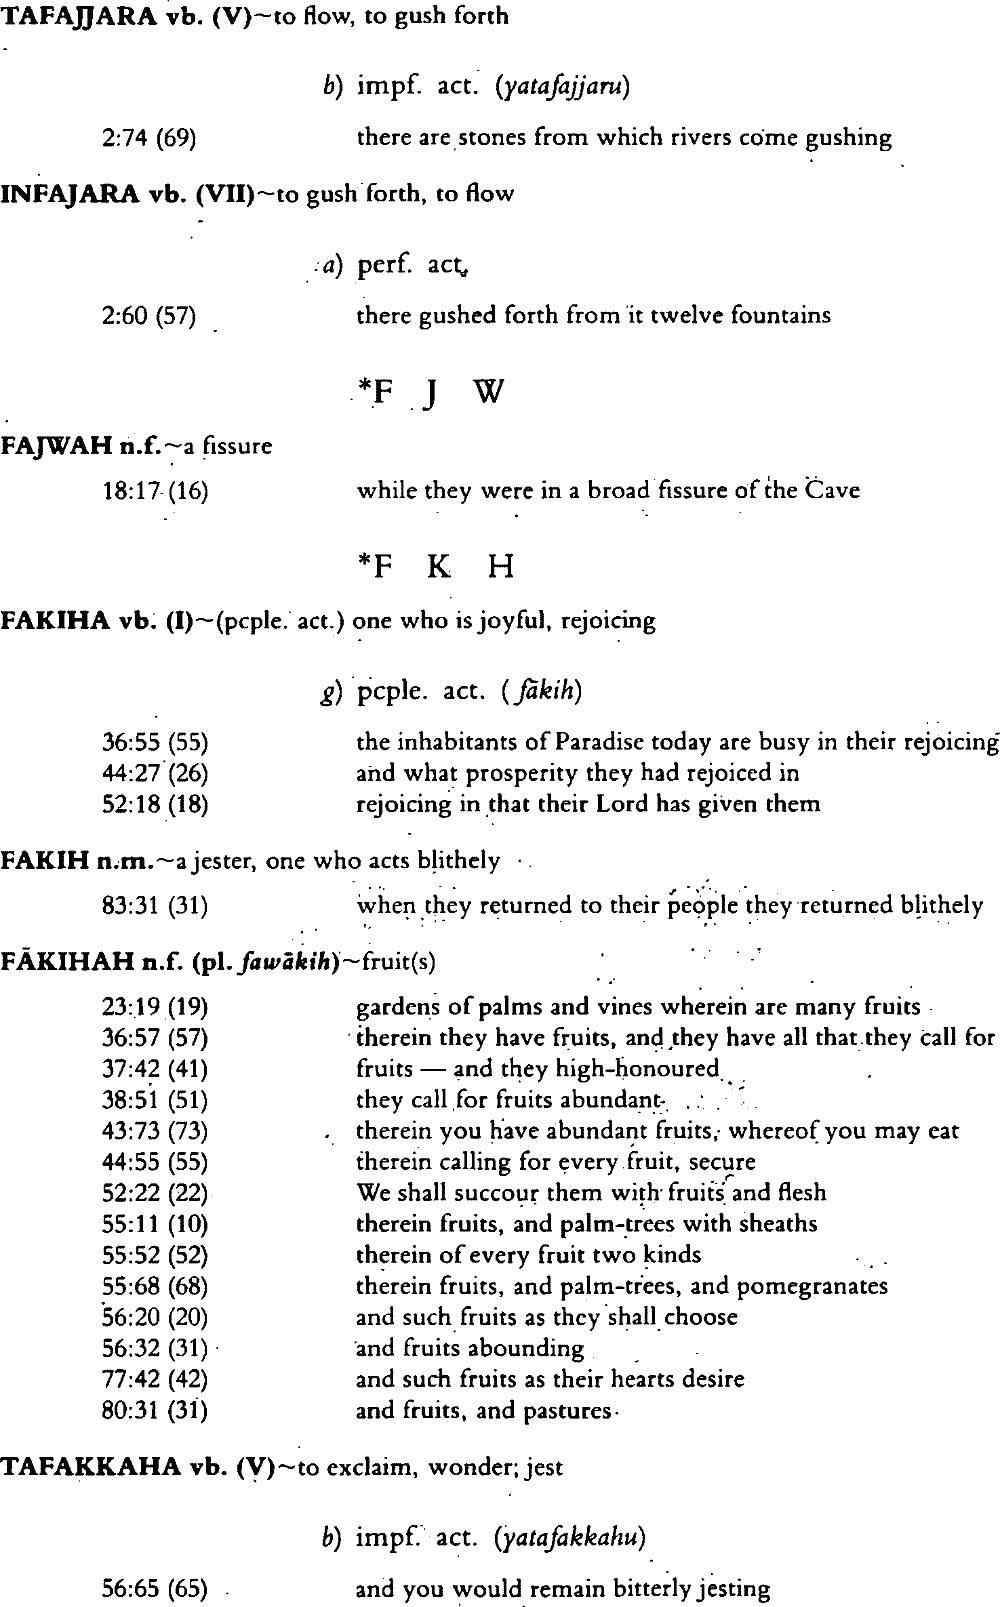 TAFAJJARA vb. (V)~to flow, to gush forth
b) impf. act. (yatafajjaru)
2:74 (69) there are stones from which rivers come gushing
INFAJARA vb. (VII)~to gush forth, to flow
a) perf. act.
2:60 (57) there gushed forth from it twelve fountains
*F J W
FAJWAH n.f.~a fissure
18:17 (16) while they were in a broad fissure of the Cave
*F K H
FAKIHA vb. (I)~(pcple. act.) one who is joyful, rejoicing
g) pcple. act. (fākih)
36:55 (55) the inhabitants of Paradise today are busy in their rejoicing
44:27 (26) and what prosperity they had rejoiced in
52:18 (18) rejoicing in that their Lord has given them
FAKIH n.m.~a jester, one who acts blithely
83:31 (31) when they returned to their people they returned blithely
FĀKIHAH n.f. (pl. fawākih)~fruit(s)
23:19 (19) gardens of palms and vines wherein are many fruits
36:57 (57) therein they have fruits, and they have all that they call for
37:42 (41) fruits — and they high-honoured
38:51 (51) they call for fruits abundant
43:73 (73) therein you have abundant fruits, whereof you may eat
44:55 (55) therein calling for every fruit, secure
52:22 (22) We shall succour them with fruits and flesh
55:11 (10) therein fruits, and palm-trees with sheaths
55:52 (52) therein of every fruit two kinds
55:68 (68) therein fruits, and palm-trees, and pomegranates
56:20 (20) and such fruits as they shall choose
56:32 (31) and fruits abounding
77:42 (42) and such fruits as their hearts desire
80:31 (31) and fruits, and pastures
TAFAKKAHA vb. (V)~to exclaim, wonder; jest
b) impf. act. (yatafakkahu)
56:65 (65) and you would remain bitterly jesting